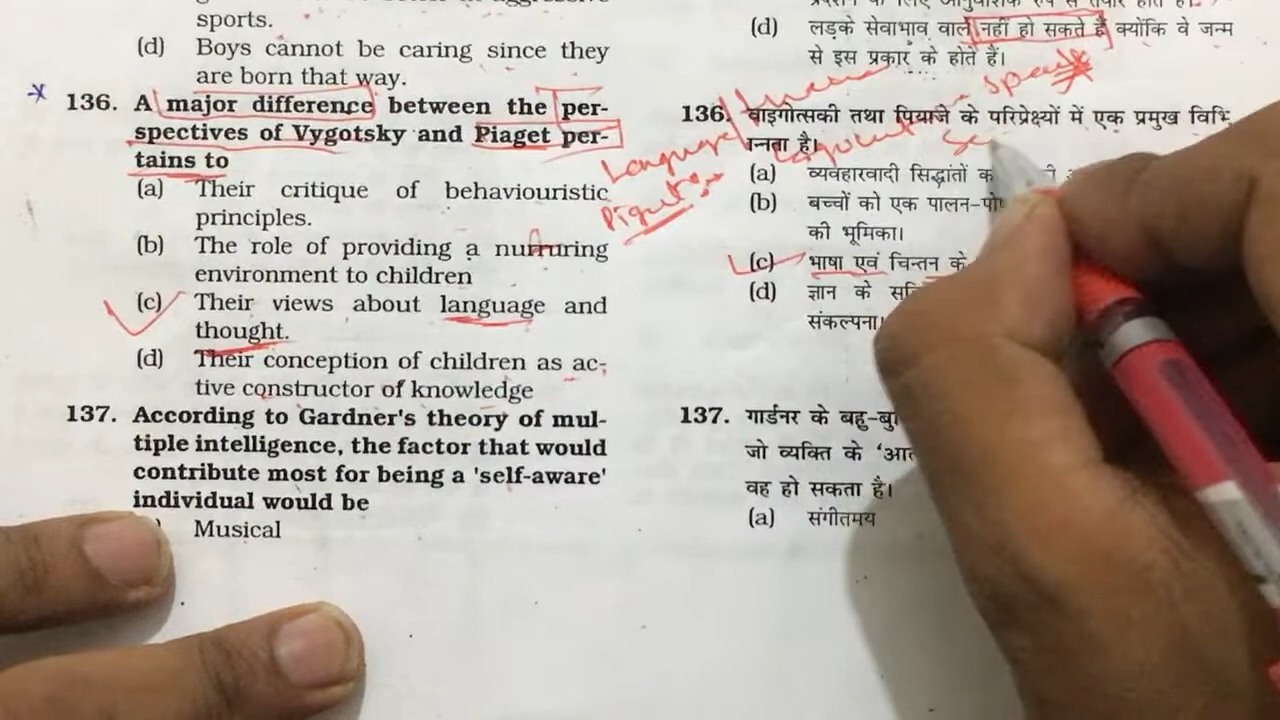 sports.
(d) Boys cannot be caring since they
are born that way.
136. A major difference between the per-
spectives of Vygotsky and Piaget per-
tains to
(a) Their critique of behaviouristic
principles.
(b) The role of providing a nurturing
environment to children
(c) Their views about language and
thought.
(d) Their conception of children as ac-
tive constructor of knowledge
137. According to Gardner's theory of mul-
tiple intelligence, the factor that would
contribute most for being a 'self-aware'
individual would be
Musical
(d) लड़के सेवाभाव वाले नहीं हो सकते हैं क्योंकि वे जन्म
से इस प्रकार के होते हैं।
136. वाइगोत्सकी तथा पियाजे के परिप्रेक्ष्यों में एक प्रमुख विभि
न्नता है।
(a) व्यवहारवादी सिद्धांतों
(b) बच्चों को एक
की भूमिका।
(c) भाषा एवं चिन्तन के
(d) ज्ञान के
संकल्पना।
137. गार्डनर के
जो व्यक्ति के
वह हो सकता है।
(a) संगीतमय
Language